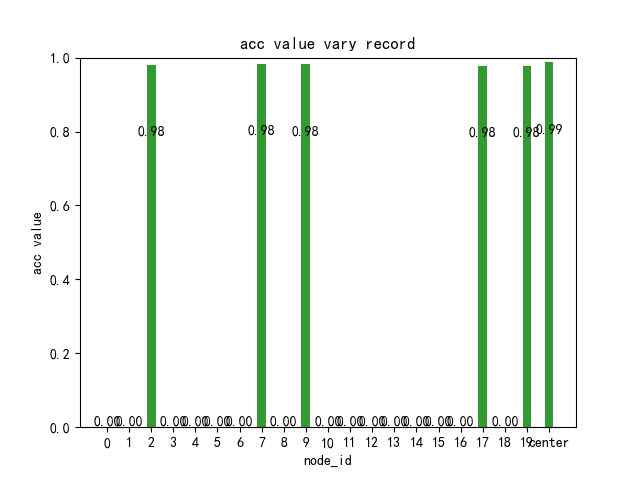 acc value vary record
1.0
0.8
0.6
0.4
0.2
0.0
acc value
0.98 0.98 0.98 0.98 0.98 0.99
0.00 0.00 0.00 0.00 0.00 0.00 0.00 0.00 0.00 0.00 0.00 0.00 0.00 0.00 0.00
0 1 2 3 4 5 6 7 8 9 10 11 12 13 14 15 16 17 18 19 center
node_id